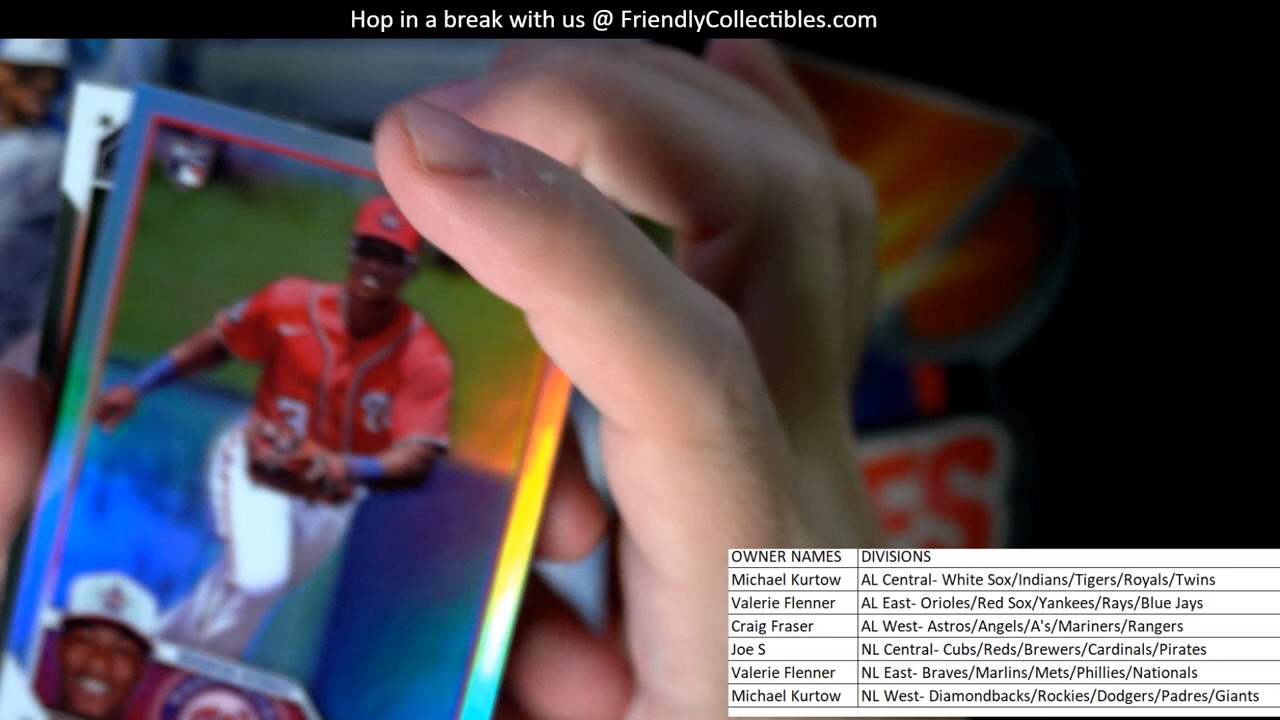 Hop in a break with us @ FriendlyCollectibles.com
3
ES
OWNER NAMES DIVISIONS
Michael Kurtow AL Central- White Sox/Indians/Tigers/Royals/Twins
Valerie Flenner AL East- Orioles/Red Sox/Yankees/Rays/Blue Jays
Craig Fraser AL West- Astros/Angels/A's/Mariners/Rangers
Joe S NL Central- Cubs/Reds/Brewers/Cardinals/Pirates
Valerie Flenner NL East- Braves/Marlins/Mets/Phillies/Nationals
Michael Kurtow NL West- Diamondbacks/Rockies/Dodgers/Padres/Giants